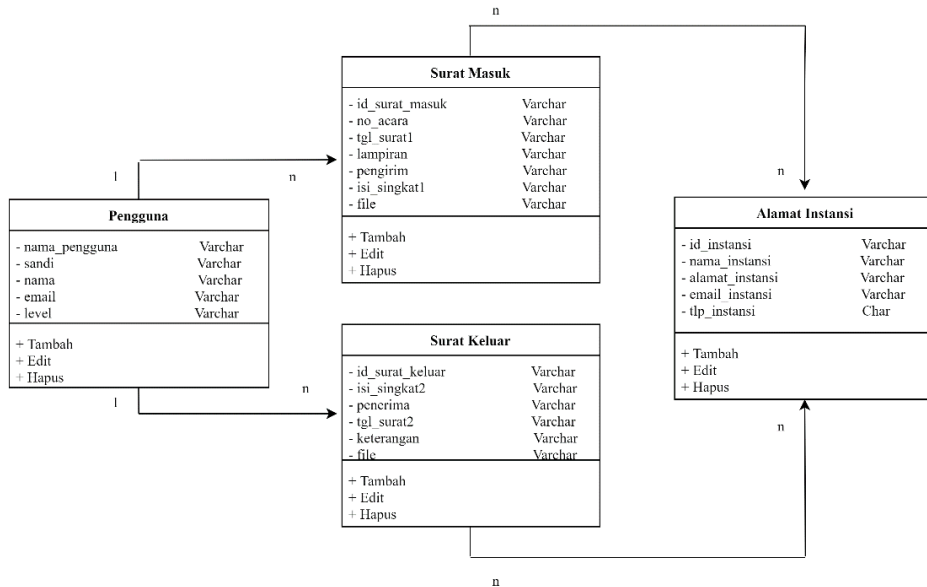 n
Surat Masuk
- id_surat_masuk Varchar
- no_acara Varchar
- tgl_surat1 Varchar
- lampiran Varchar
- pengirim Varchar
- isi_singkat1 Varchar
- file Varchar
+ Tambah
+ Edit
+ Hapus
1
n
n
Pengguna
- nama_pengguna Varchar
- sandi Varchar
- nama Varchar
- email Varchar
- level Varchar
+ Tambah
+ Edit
+ Hapus
1
n
Alamat Instansi
- id_instansi Varchar
- nama_instansi Varchar
- alamat_instansi Varchar
- email_instansi Varchar
- tlp_instansi Char
+ Tambah
+ Edit
+ Hapus
n
Surat Keluar
- id_surat_keluar Varchar
- isi_singkat2 Varchar
- penerima Varchar
- tgl_surat2 Varchar
- keterangan Varchar
- file Varchar
+ Tambah
+ Edit
+ Hapus
n